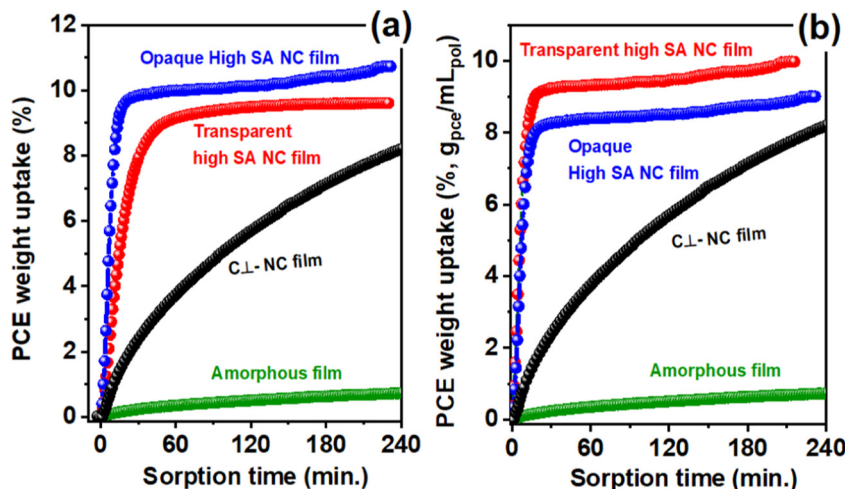 (a)
PCE weight uptake (%)
12
10
8
6
4
2
0
Opaque High SA NC film
Transparent
high SA NC film
C⊥- NC film
Amorphous film
0 60 120 180 240
Sorption time (min.)
(b)
PCE weight uptake (%, gpce/mLpol)
10
8
6
4
2
0
Transparent high SA NC film
Opaque
High SA NC film
C⊥- NC film
Amorphous film
0 60 120 180 240
Sorption time (min.)